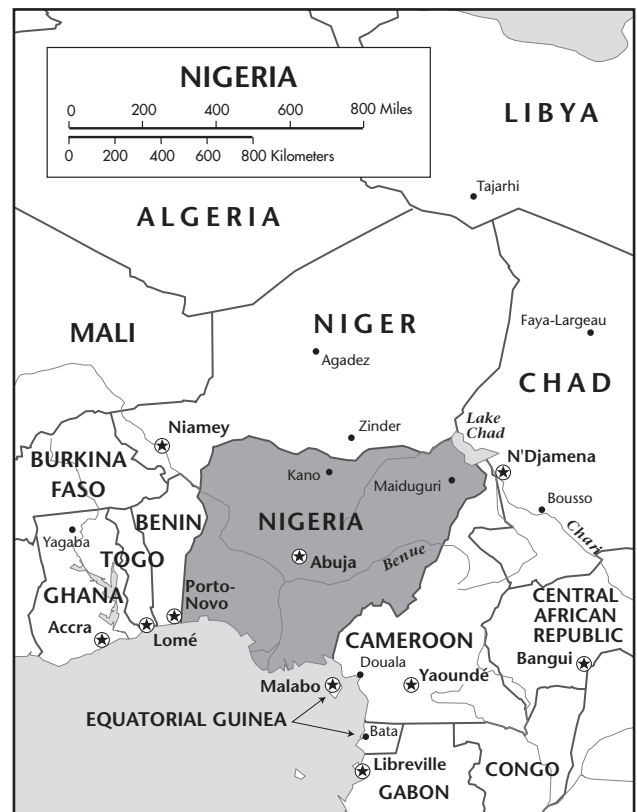 NIGERIA
0 200 400 600 800 Miles
0 200 400 600 800 Kilometers
LIBYA
Tajarhi
ALGERIA
NIGER
MALI
Faya-Largeau
Agadez
CHAD
Lake
Chad
Zinder
Niamey
N'Djamena
BURKINA
FASO
Kano
Maiduguri
Bousso
BENIN
NIGERIA
Chari
Yagaba
TOGO
Abuja
Benue
GHANA
Porto-
Novo
CENTRAL
AFRICAN
REPUBLIC
Accra
Lomé
CAMEROON
Bangui
Douala
Malabo
Yaoundé
EQUATORIAL GUINEA
Bata
Libreville
CONGO
GABON